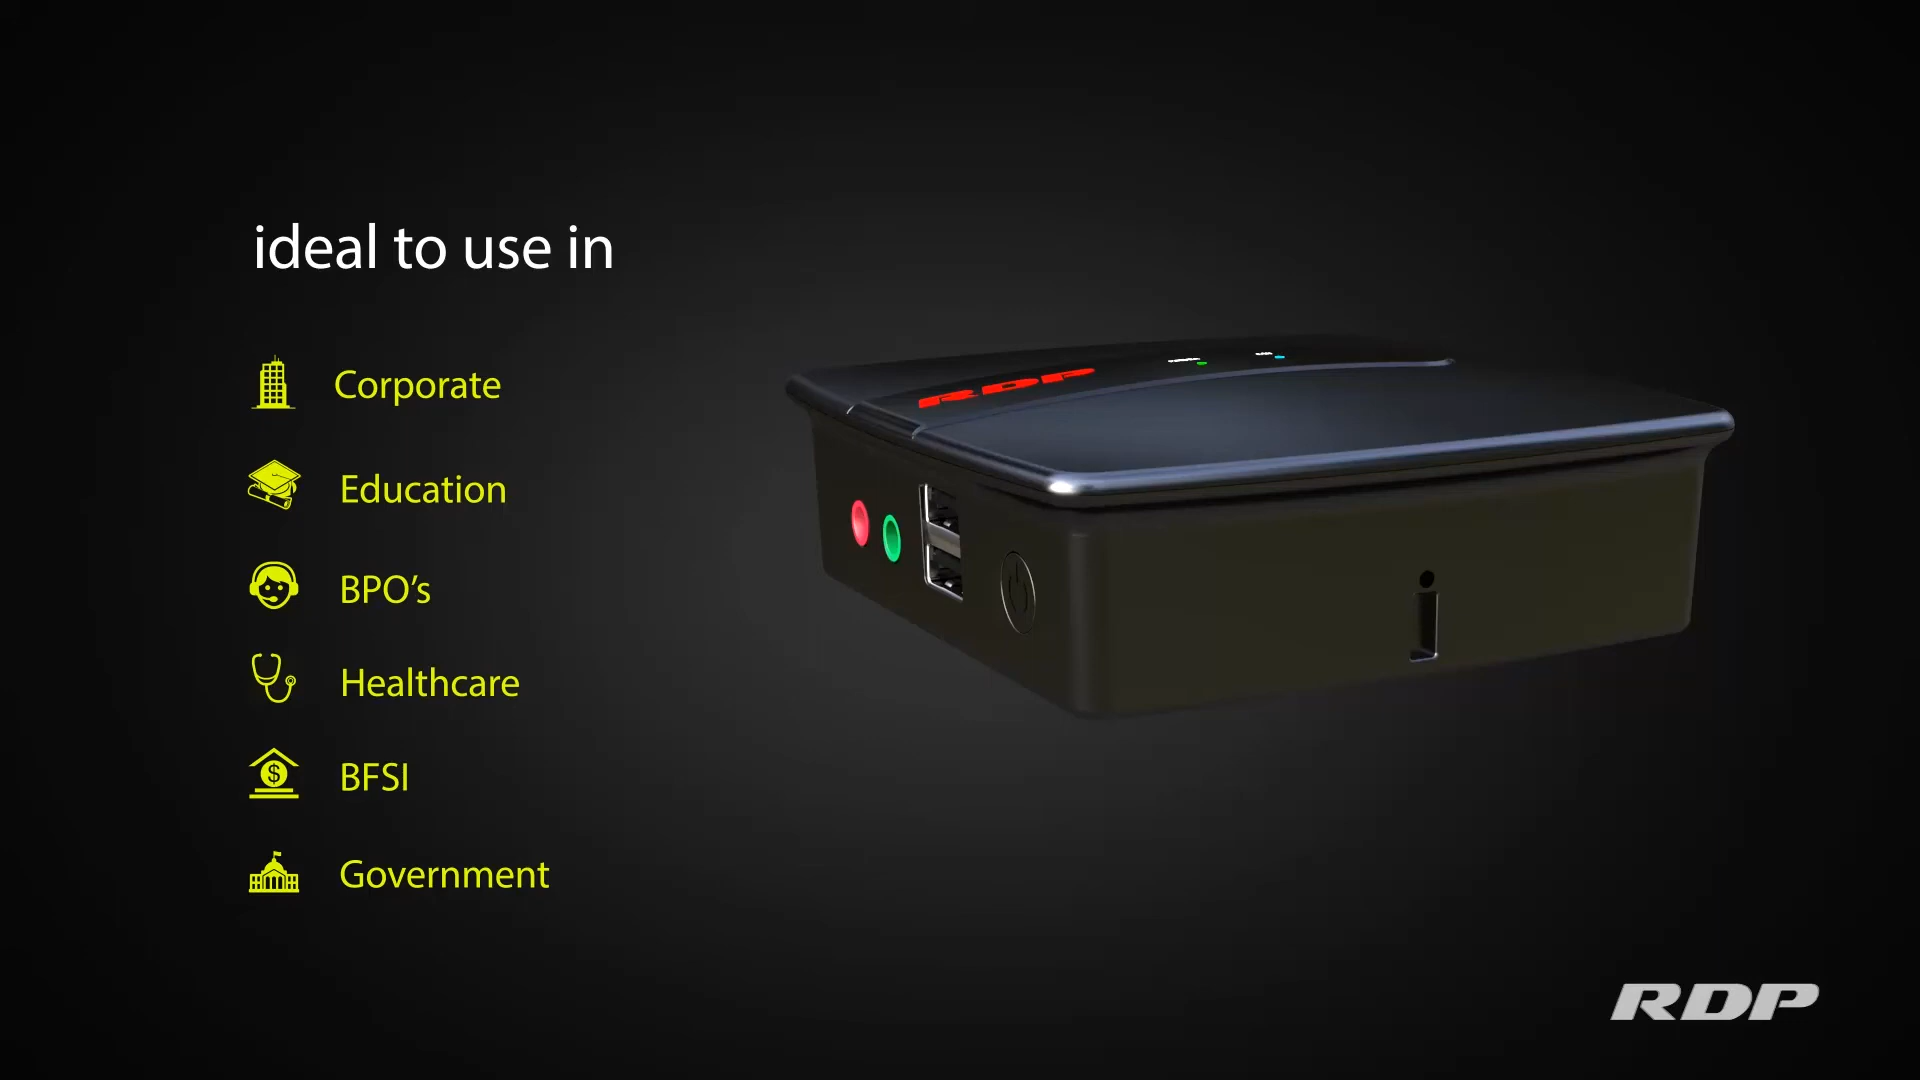 ideal to use in
Corporate
Education
BPO’s
Healthcare
BFSI
Government
RDP
RDP